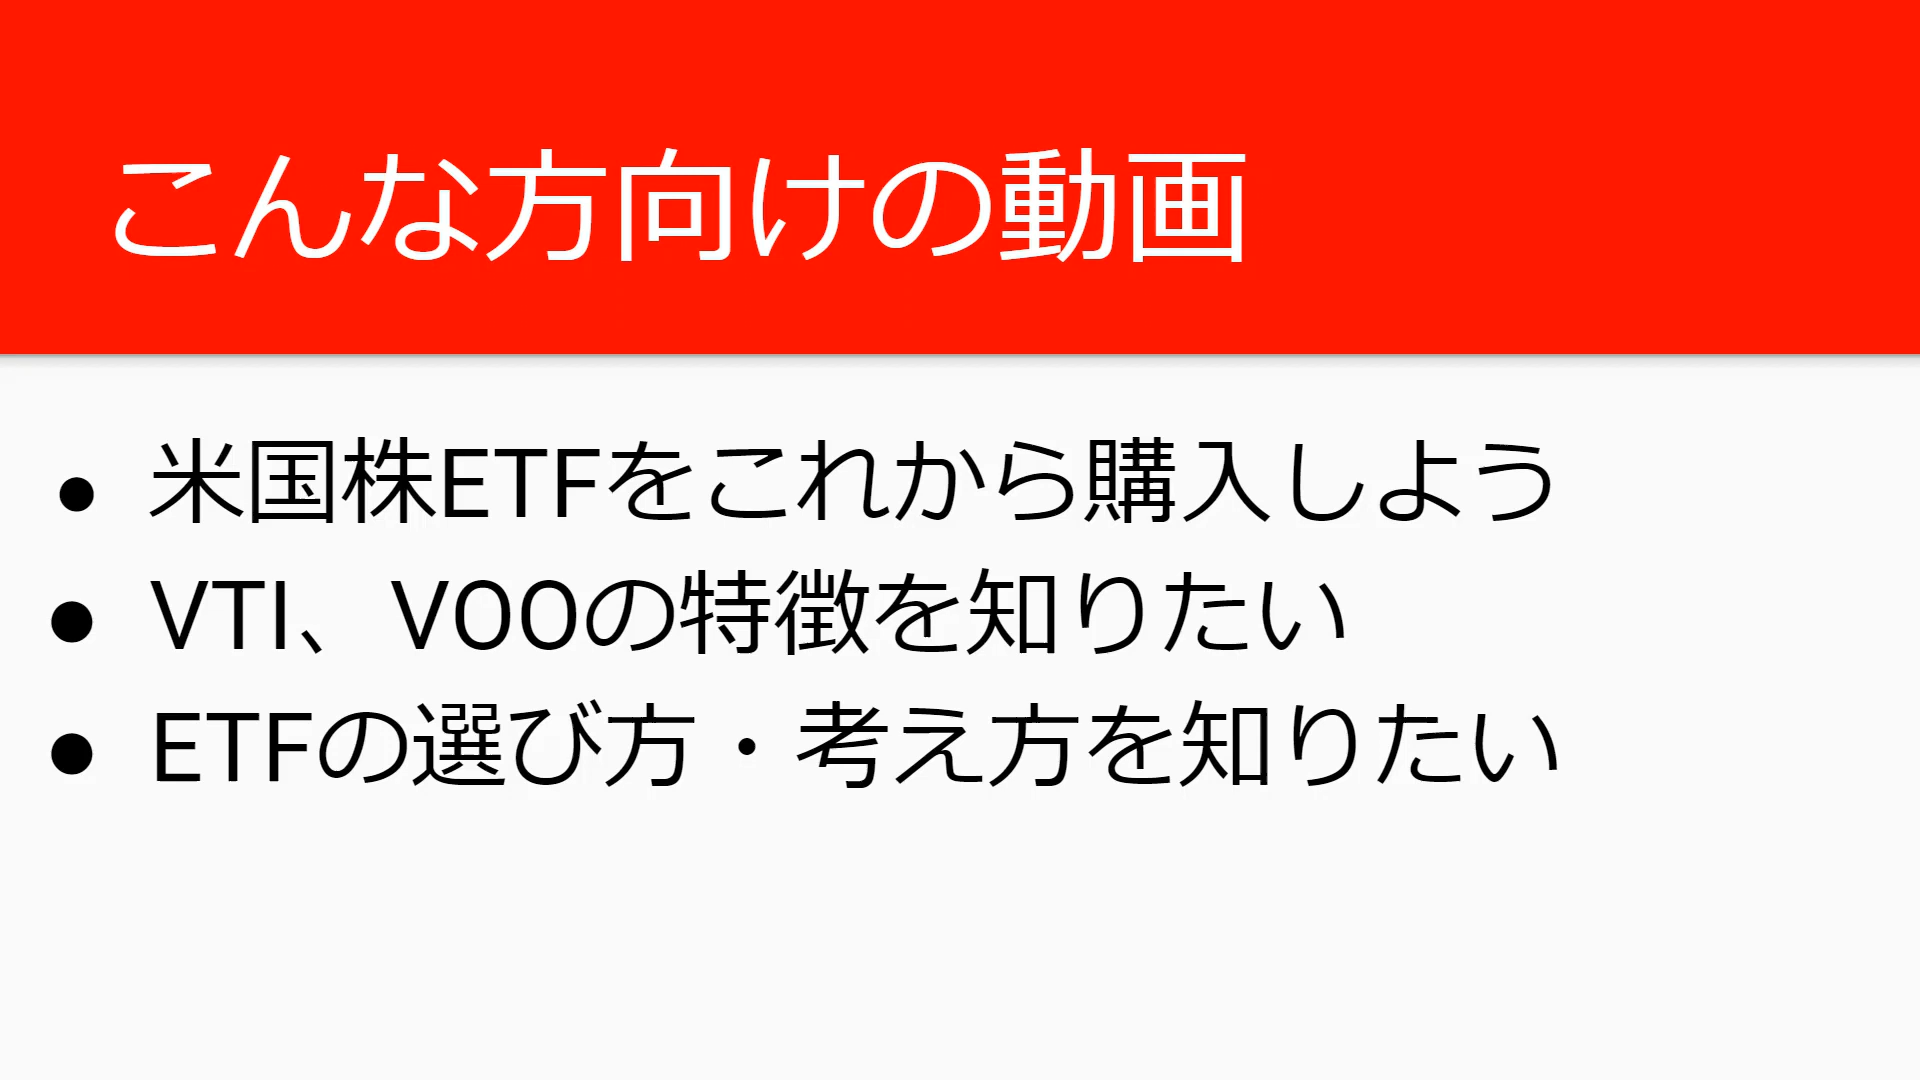 こんな方向けの動画
● 米国株ETFをこれから購入しよう
● VTI、VOOの特徴を知りたい
● ETFの選び方・考え方を知りたい